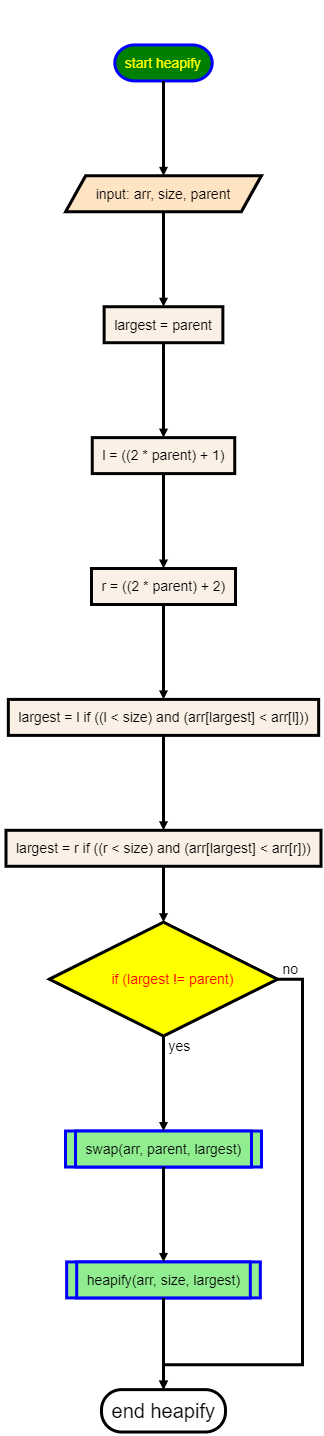 start heapify
input: arr, size, parent
largest = parent
l = ((2 * parent) + 1)
r = ((2 * parent) + 2)
largest = l if ((l < size) and (arr[largest] < arr[l]))
largest = r if ((r < size) and (arr[largest] < arr[r]))
if (largest != parent)
no
yes
swap(arr, parent, largest)
heapify(arr, size, largest)
end heapify